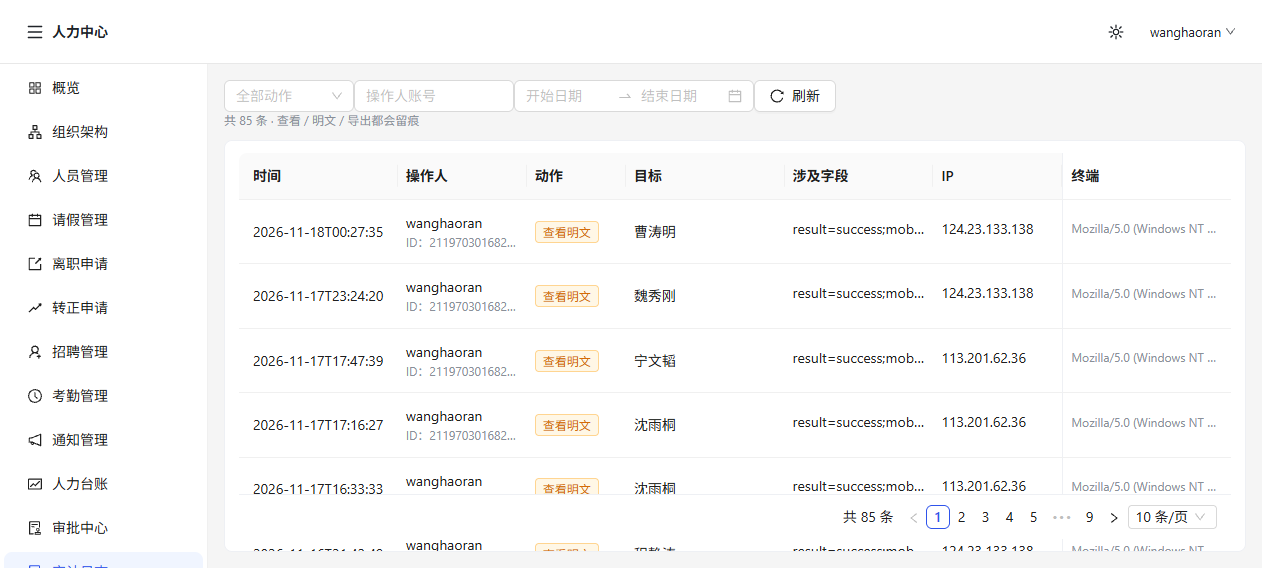 人力中心
wanghaoran
概览
组织架构
人员管理
请假管理
离职申请
转正申请
招聘管理
考勤管理
通知管理
人力台账
审批中心
全部动作 操作人账号 开始日期 结束日期 刷新
共 85 条 · 查看 / 明文 / 导出都会留痕
时间 操作人 动作 目标 涉及字段 IP 终端
2026-11-18T00:27:35 wanghaoran 查看明文 曹涛明 result=success;mob... 124.23.133.138 Mozilla/5.0 (Windows NT ...
ID: 211970301682...
2026-11-17T23:24:20 wanghaoran 查看明文 魏秀刚 result=success;mob... 124.23.133.138 Mozilla/5.0 (Windows NT ...
ID: 211970301682...
2026-11-17T17:47:39 wanghaoran 查看明文 宁文韬 result=success;mob... 113.201.62.36 Mozilla/5.0 (Windows NT ...
ID: 211970301682...
2026-11-17T17:16:27 wanghaoran 查看明文 沈雨桐 result=success;mob... 113.201.62.36 Mozilla/5.0 (Windows NT ...
ID: 211970301682...
2026-11-17T16:33:33 wanghaoran 查看明文 沈雨桐 result=success;mob... 113.201.62.36 Mozilla/5.0 (Windows NT ...
共 85 条 1 2 3 4 5 ••• 9 10 条/页
wanghaoran result=success;mob... 124.23.133.138 Mozilla/5.0 (Windows NT ...